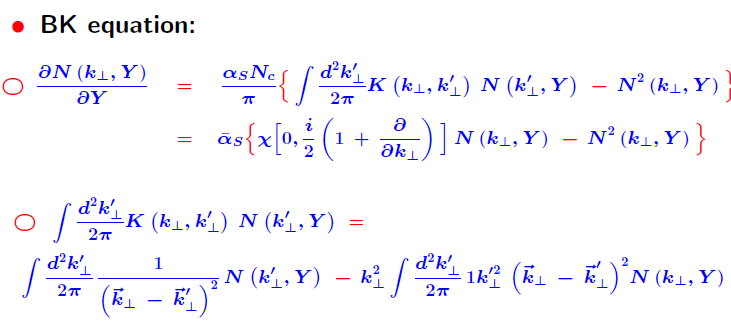 • BK equation:
○ ∂N (k⊥, Y) / ∂Y = α_S N_c / π { ∫ d²k′⊥ / 2π K (k⊥, k′⊥) N (k′⊥, Y) − N² (k⊥, Y) }
= ᾱ_S { χ [ 0, i/2 ( 1 + ∂ / ∂k⊥ ) ] N (k⊥, Y) − N² (k⊥, Y) }
○ ∫ d²k′⊥ / 2π K (k⊥, k′⊥) N (k′⊥, Y) =
∫ d²k′⊥ / 2π 1 / (k⃗⊥ − k⃗′⊥)² N (k′⊥, Y) − k²⊥ ∫ d²k′⊥ / 2π 1k′²⊥ (k⃗⊥ − k⃗′⊥)² N (k⊥, Y)